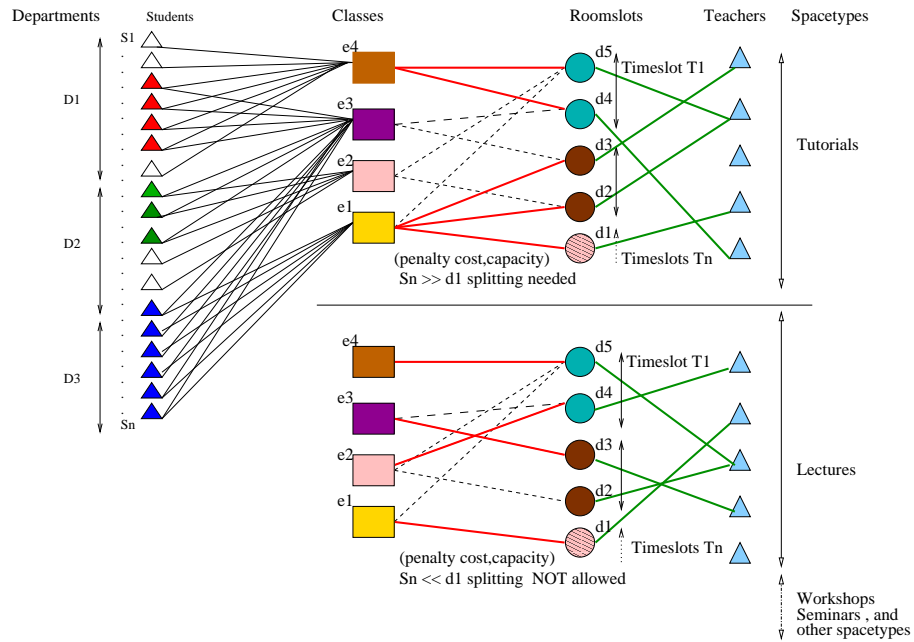 Departments
Students
Classes
Roomslots
Teachers
Spacetypes
S1
D1
D2
D3
Sn
e4
e3
e2
e1
d5
Timeslot T1
d4
d3
d2
d1
Timeslots Tn
(penalty cost,capacity)
Sn >> d1 splitting needed
Tutorials
e4
e3
e2
e1
d5
Timeslot T1
d4
d3
d2
d1
Timeslots Tn
(penalty cost,capacity)
Sn << d1 splitting NOT allowed
Lectures
Workshops
Seminars , and
other spacetypes